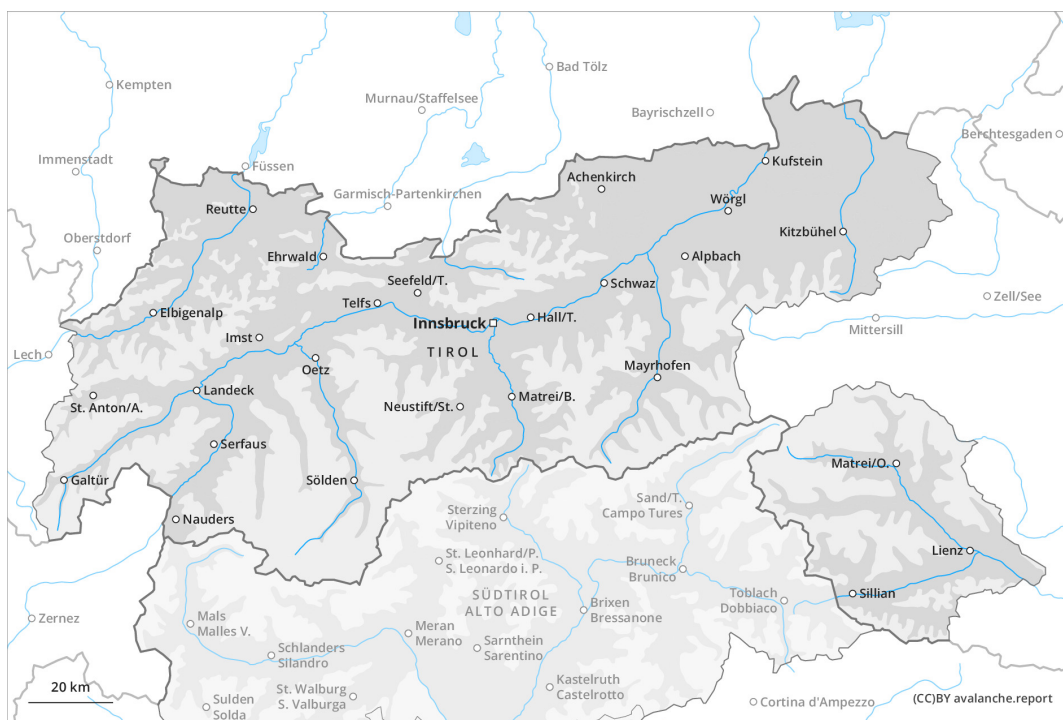 Kempten
Bad Tölz
Murnau/Staffelsee
Bayrischzell
Berchtesgaden
Immenstadt
Füssen
Kufstein
Achenkirch
Garmisch-Partenkirchen
Reutte
Wörgl
Oberstdorf
Kitzbühel
Ehrwald
Alpbach
Seefeld/T.
Schwaz
Zell/See
Telfs
Elbigenalp
Innsbruck
Hall/T.
Mittersill
Imst
TIROL
Lech
Oetz
Mayrhofen
Landeck
St. Anton/A.
Neustift/St.
Matrei/B.
Serfaus
Matrei/O.
Galtür
Sölden
Sand/T.
Campo Tures
Sterzing
Vipiteno
Nauders
Lienz
St. Leonhard/P.
S. Leonardo i. P.
Bruneck
Brunico
SÜDTIROL
ALTO ADIGE
Sillian
Toblach
Dobbiaco
Brixen
Bressanone
Zernez
Mals
Malles V.
Meran
Merano
Sarnthein
Sarentino
Schlanders
Silandro
20 km
St. Walburg
S. Valburga
Kastelruth
Castelrotto
Sulden
Solda
Cortina d'Ampezzo
(CC)BY avalanche.report